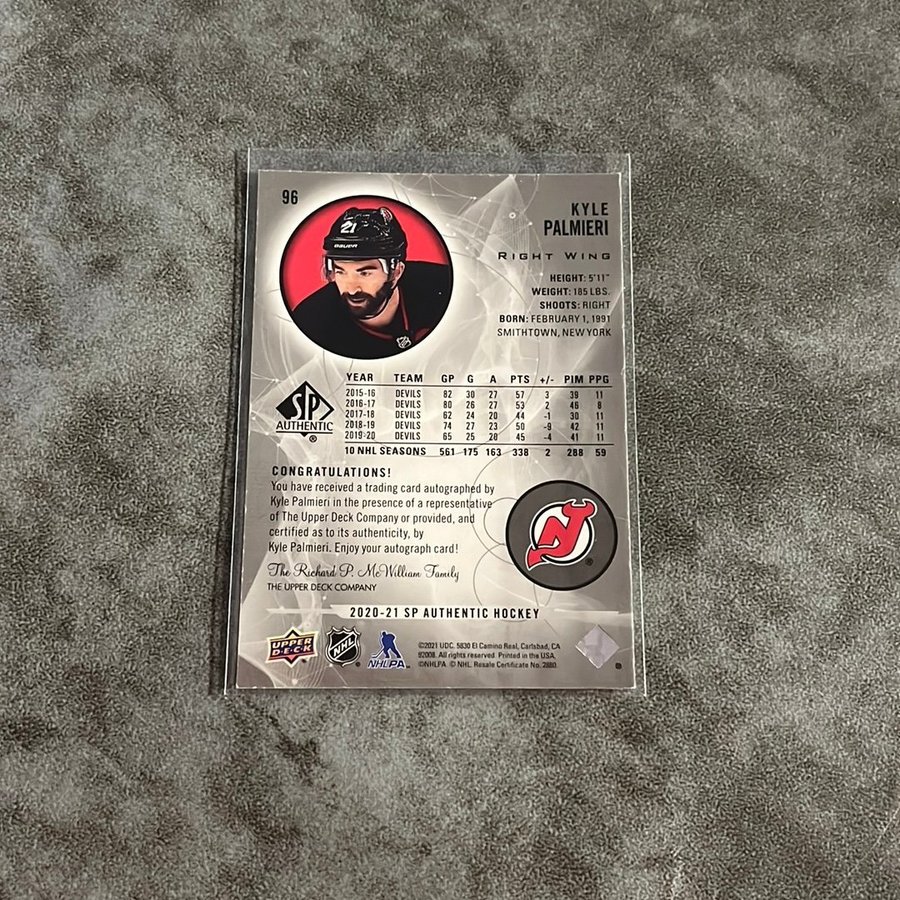 96
KYLE
PALMIERI
RIGHT WING
21
BAUER
HEIGHT: 5'11"
WEIGHT: 185 LBS.
SHOOTS: RIGHT
BORN: FEBRUARY 1, 1991
SMITHTOWN, NEW YORK
YEAR TEAM GP G A PTS +/- PIM PPG
2015-16 DEVILS 82 30 27 57 3 39 11
2016-17 DEVILS 80 26 27 53 2 46 8
2017-18 DEVILS 62 24 20 44 -1 30 11
2018-19 DEVILS 74 27 23 50 -9 42 11
2019-20 DEVILS 65 25 20 45 -4 41 11
10 NHL SEASONS 561 175 163 338 2 288 59
SP
AUTHENTIC
®
CONGRATULATIONS!
You have received a trading card autographed by
Kyle Palmieri in the presence of a representative
of The Upper Deck Company or provided, and
certified as to its authenticity, by
Kyle Palmieri. Enjoy your autograph card!
The Richard P. McWilliam Family
THE UPPER DECK COMPANY
NJ
®
2020-21 SP AUTHENTIC HOCKEY
UPPER
D·E·C·K
NHL
®
NHLPA
©2021 UDC. 5830 El Camino Real, Carlsbad, CA
92008. All rights reserved. Printed in the USA.
©NHLPA © NHL. Resale Certificate No. 2880.